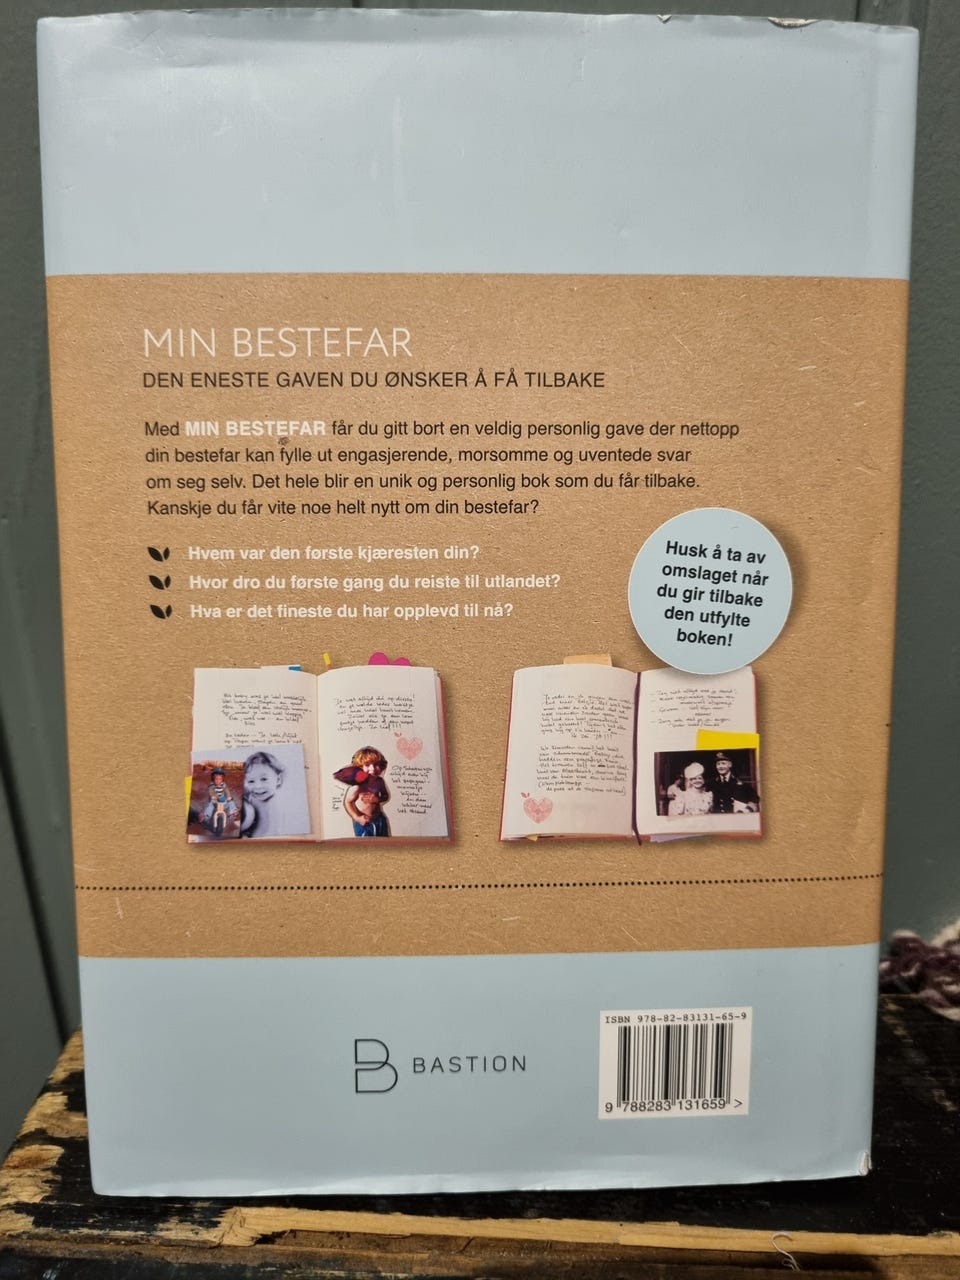 MIN BESTEFAR
DEN ENESTE GAVEN DU ØNSKER Å FÅ TILBAKE
Med MIN BESTEFAR får du gitt bort en veldig personlig gave der nettopp
din bestefar kan fylle ut engasjerende, morsomme og uventede svar
om seg selv. Det hele blir en unik og personlig bok som du får tilbake.
Kanskje du får vite noe helt nytt om din bestefar?
Hvem var den første kjæresten din?
Hvor dro du første gang du reiste til utlandet?
Hva er det fineste du har opplevd til nå?
Husk å ta av
omslaget når
du gir tilbake
den utfylte
boken!
BASTION
ISBN 978-82-83131-65-9
9 788283 131659 >